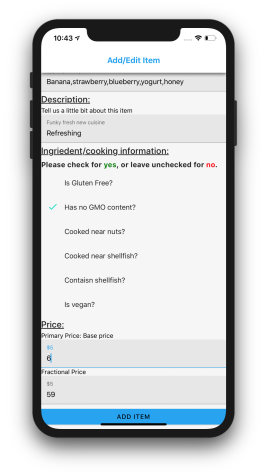 10:43
Add/Edit Item
Banana,strawberry,blueberry,yogurt,honey
Description:
Tell us a little bit about this item
Funky fresh new cuisine
Refreshing
Ingriedent/cooking information:
Please check for yes, or leave unchecked for no.
Is Gluten Free?
Has no GMO content?
Cooked near nuts?
Cooked near shellfish?
Contaisn shellfish?
Is vegan?
Price:
Primary Price: Base price
$8
6
Fractional Price
$5
59
ADD ITEM